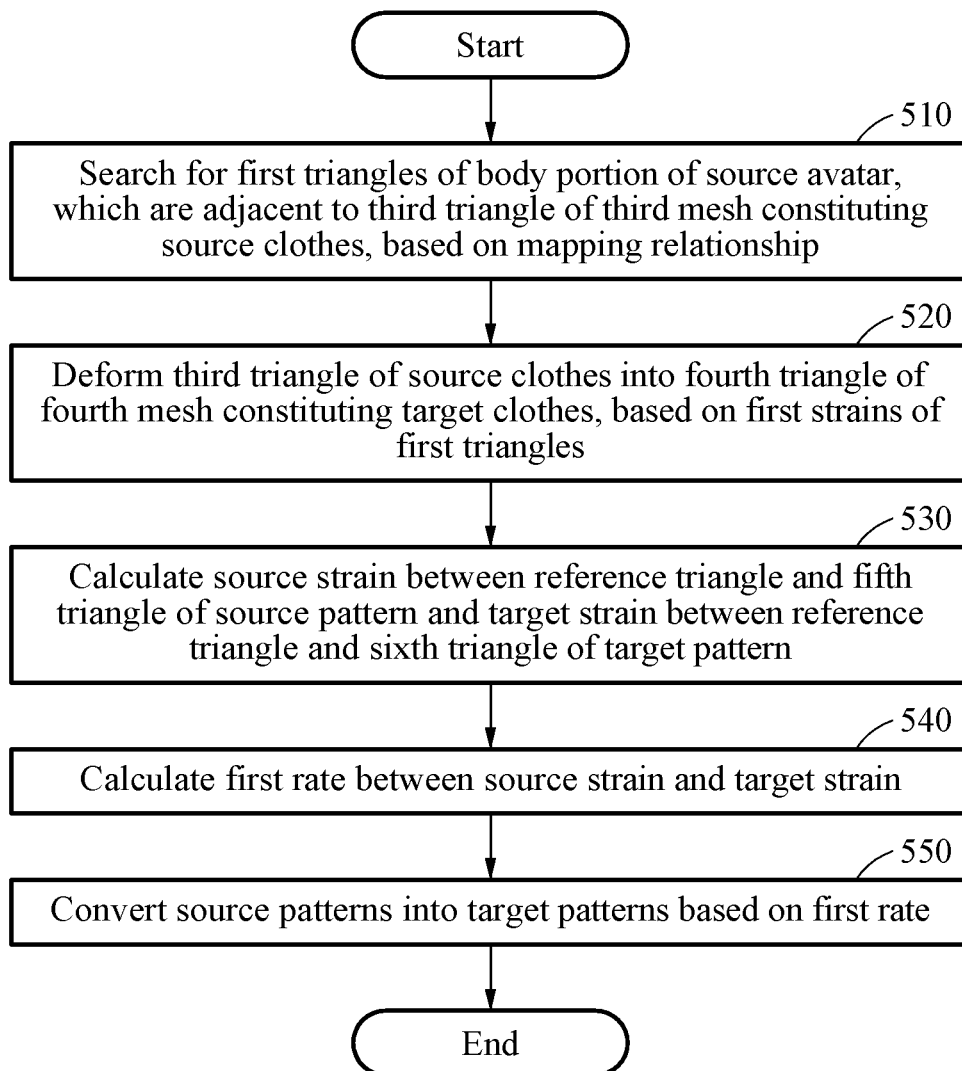 Start
510
Search for first triangles of body portion of source avatar,
which are adjacent to third triangle of third mesh constituting
source clothes, based on mapping relationship
520
Deform third triangle of source clothes into fourth triangle of
fourth mesh constituting target clothes, based on first strains of
first triangles
530
Calculate source strain between reference triangle and fifth
triangle of source pattern and target strain between reference
triangle and sixth triangle of target pattern
540
Calculate first rate between source strain and target strain
550
Convert source patterns into target patterns based on first rate
End